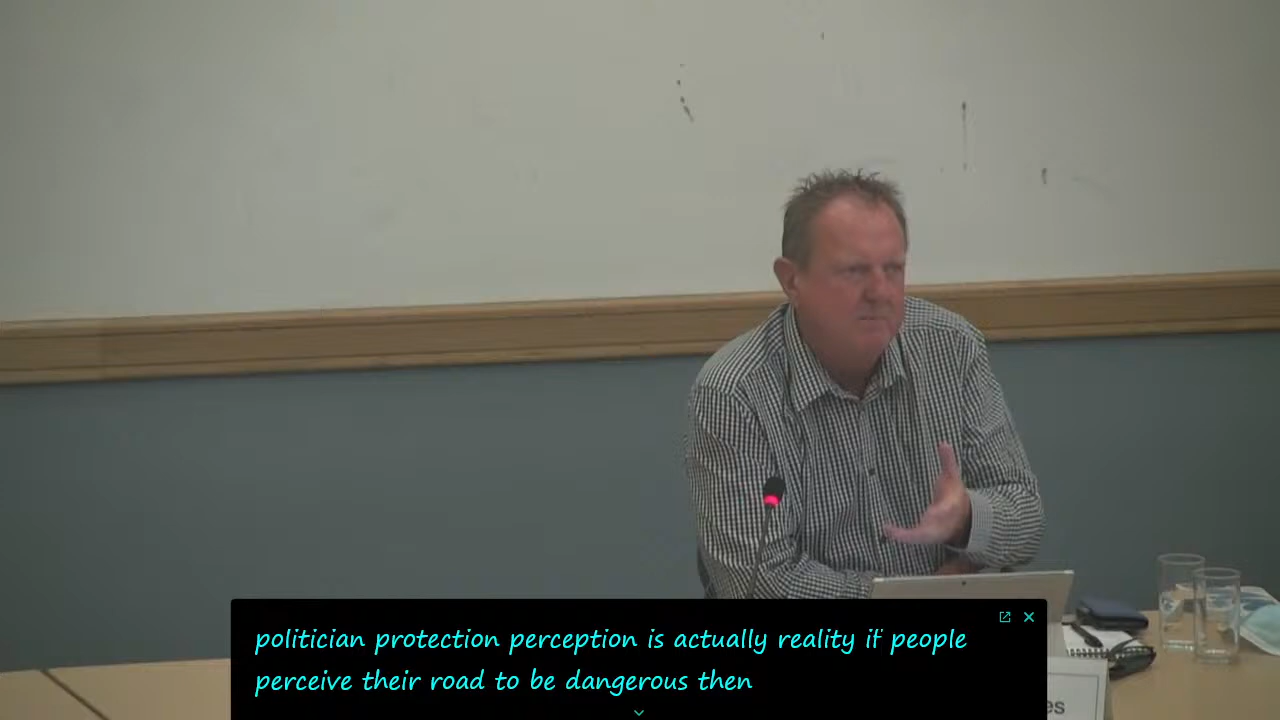 politician protection perception is actually reality if people
perceive their road to be dangerous then